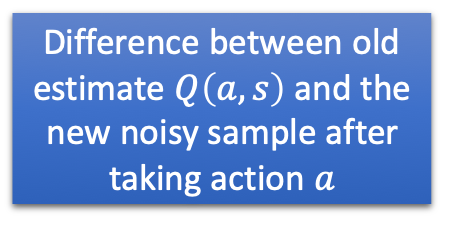 Difference between old
estimate Q(a, s) and the
new noisy sample after
taking action a